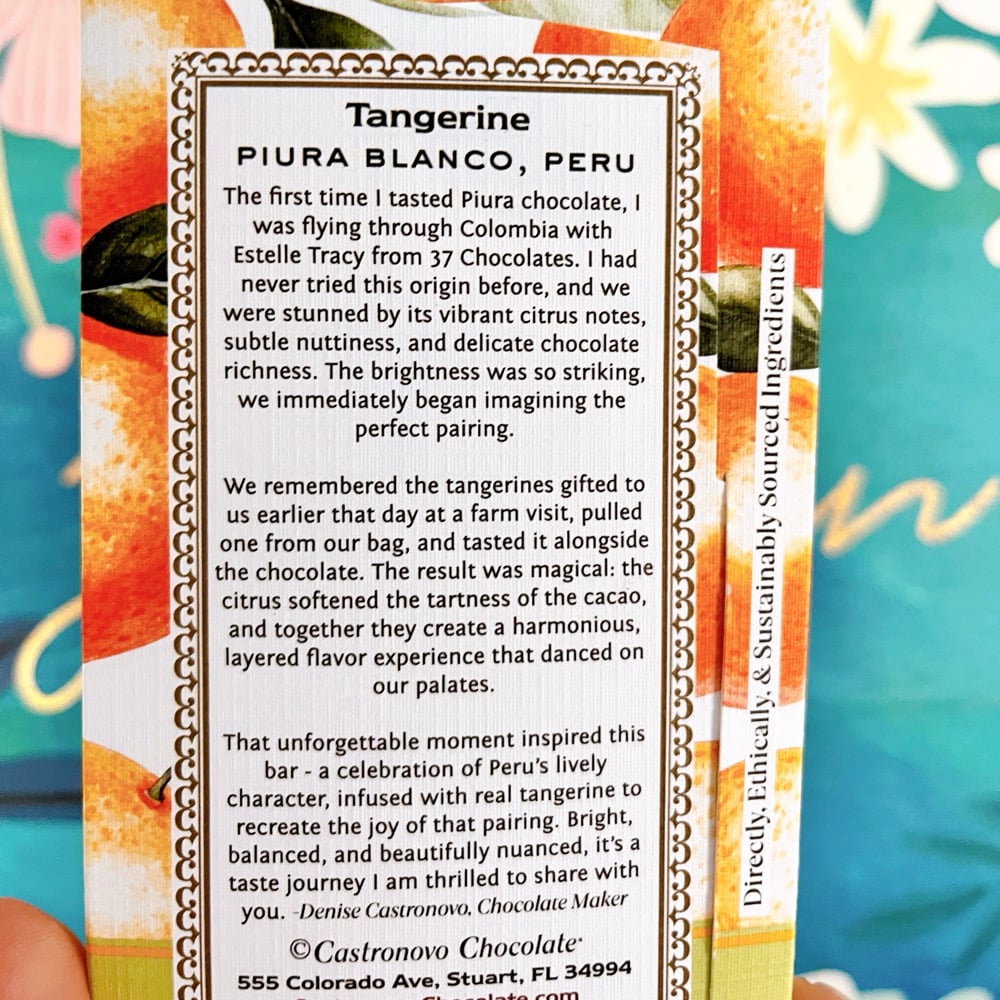 Tangerine
PIURA BLANCO, PERU
The first time I tasted Piura chocolate, I
was flying through Colombia with
Estelle Tracy from 37 Chocolates. I had
never tried this origin before, and we
were stunned by its vibrant citrus notes,
subtle nuttiness, and delicate chocolate
richness. The brightness was so striking,
we immediately began imagining the
perfect pairing.
We remembered the tangerines gifted to
us earlier that day at a farm visit, pulled
one from our bag, and tasted it alongside
the chocolate. The result was magical: the
citrus softened the tartness of the cacao,
and together they create a harmonious,
layered flavor experience that danced on
our palates.
That unforgettable moment inspired this
bar - a celebration of Peru's lively
character, infused with real tangerine to
recreate the joy of that pairing. Bright,
balanced, and beautifully nuanced, it's a
taste journey I am thrilled to share with
you. -Denise Castronovo, Chocolate Maker
©Castronovo Chocolate
555 Colorado Ave, Stuart, FL 34994
Directly, Ethically, & Sustainably Sourced Ingredients